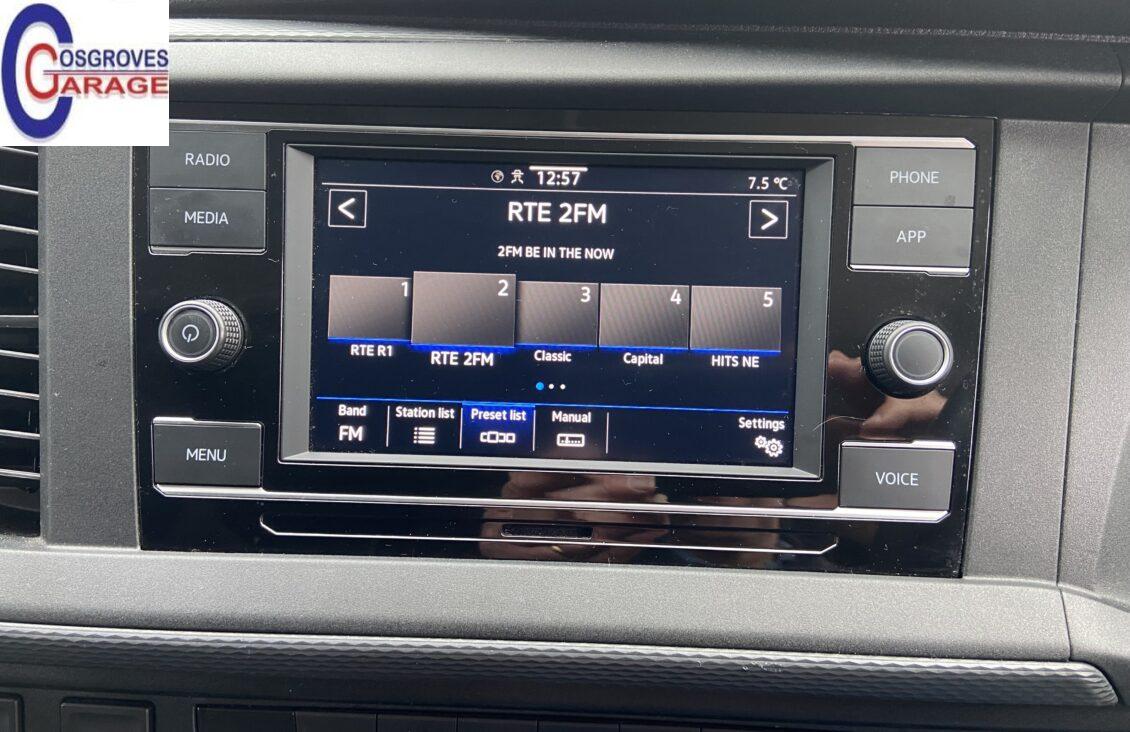 COSGROVES
GARAGE
RADIO
MEDIA
MENU
PHONE
APP
VOICE
12:57
7.5 °C
<
RTE 2FM
>
2FM BE IN THE NOW
1 2 3 4 5
RTE R1 RTE 2FM Classic Capital HITS NE
Band Station list Preset list Manual Settings
FM